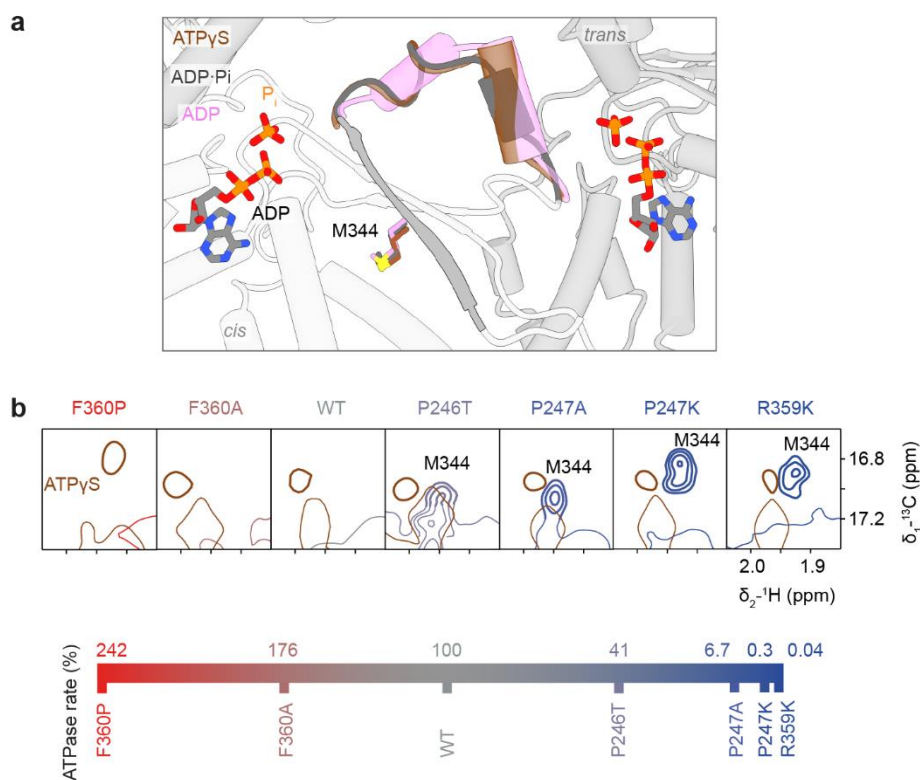 a
ATPγS
trans
ADP·Pi
Pi
ADP
ADP
M344
cis
b
F360P F360A WT P246T P247A P247K R359K
M344 M344
M344 M344
ATPγS
16.8
17.2
δ1-13C (ppm)
2.0 1.9
δ2-1H (ppm)
242 176 100 41 6.7 0.3 0.04
ATPase rate (%)
F360P F360A WT P246T P247A P247K R359K